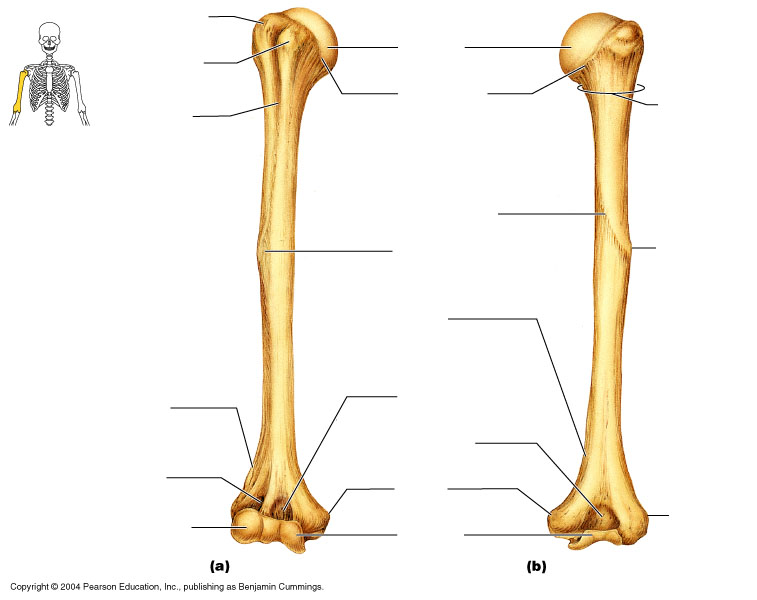 (a)
(b)
Copyright © 2004 Pearson Education, Inc., publishing as Benjamin Cummings.